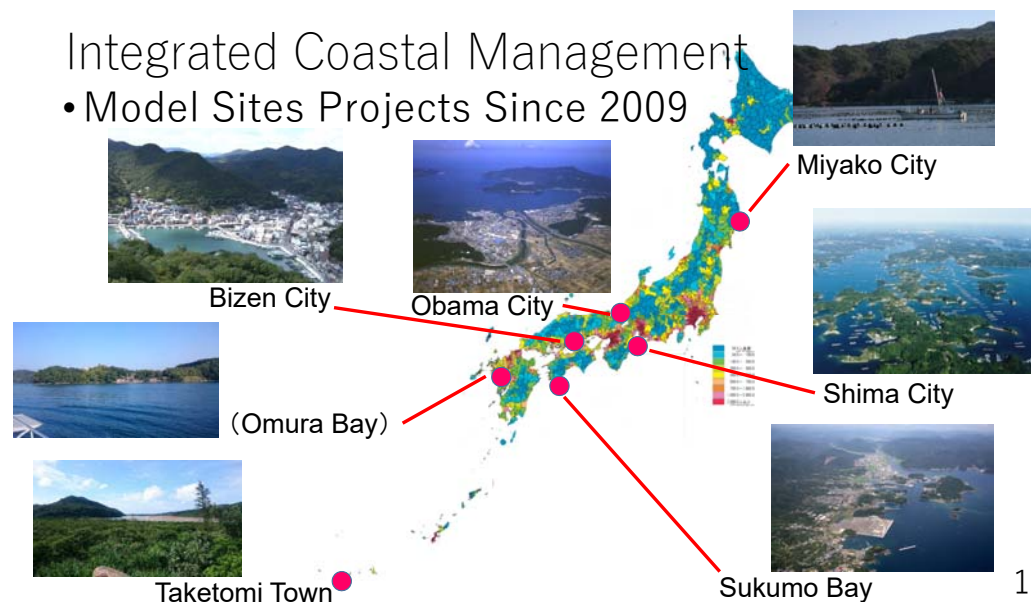 Integrated Coastal Management
• Model Sites Projects Since 2009
Miyako City
Bizen City
Obama City
Shima City
（Omura Bay）
Taketomi Town
Sukumo Bay
1